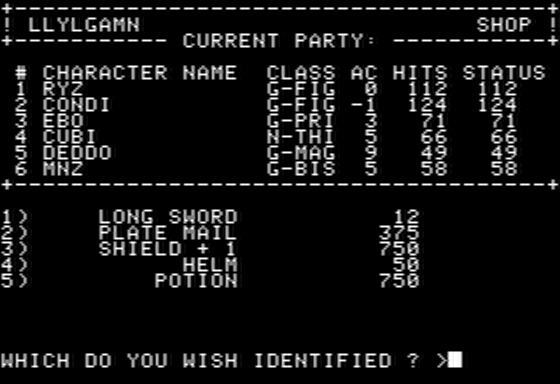 ! LLYLGAMN SHOP !
CURRENT PARTY:
# CHARACTER NAME CLASS AC HITS STATUS
1 RYZ G-FIG 0 112 112
2 CONDI G-FIG -1 124 124
3 EBO G-PRI 3 71 71
4 CUBI N-THI 5 66 66
5 DEDDO G-MAG 9 49 49
6 MNZ G-BIS 5 58 58
1) LONG SWORD 12
2) PLATE MAIL 375
3) SHIELD + 1 750
4) HELM 50
5) POTION 750
WHICH DO YOU WISH IDENTIFIED ? >